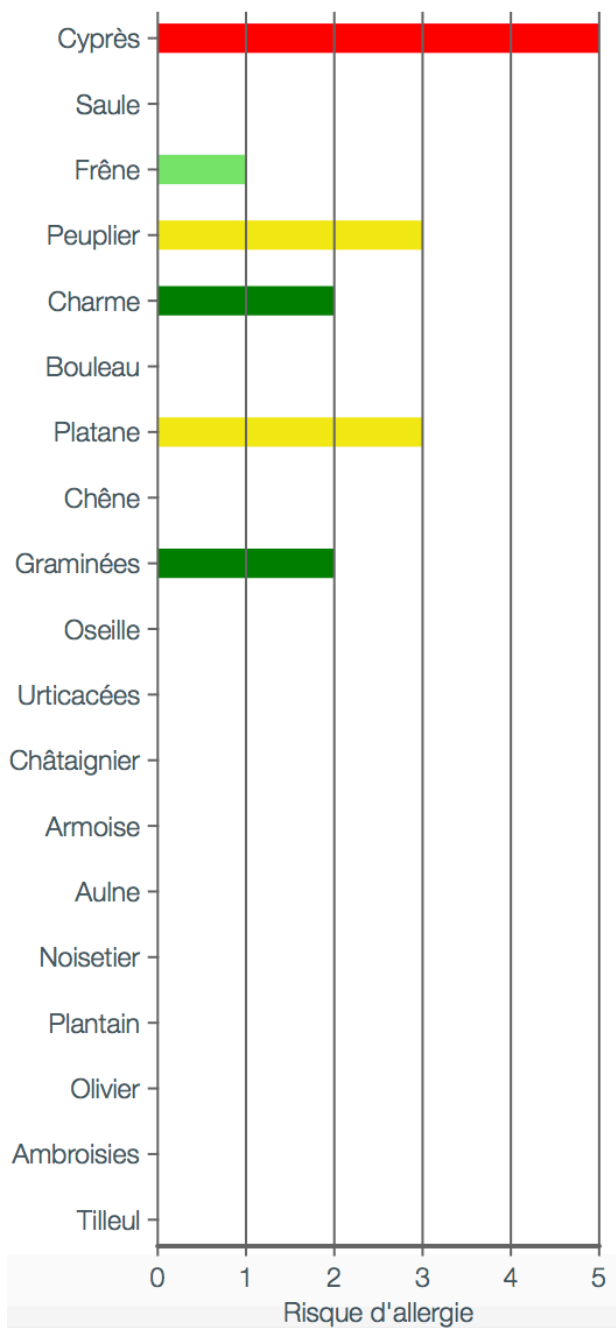 Cyprès
Saule
Frêne
Peuplier
Charme
Bouleau
Platane
Chêne
Graminées
Oseille
Urticacées
Châtaignier
Armoise
Aulne
Noisetier
Plantain
Olivier
Ambroisies
Tilleul
0 1 2 3 4 5
Risque d'allergie